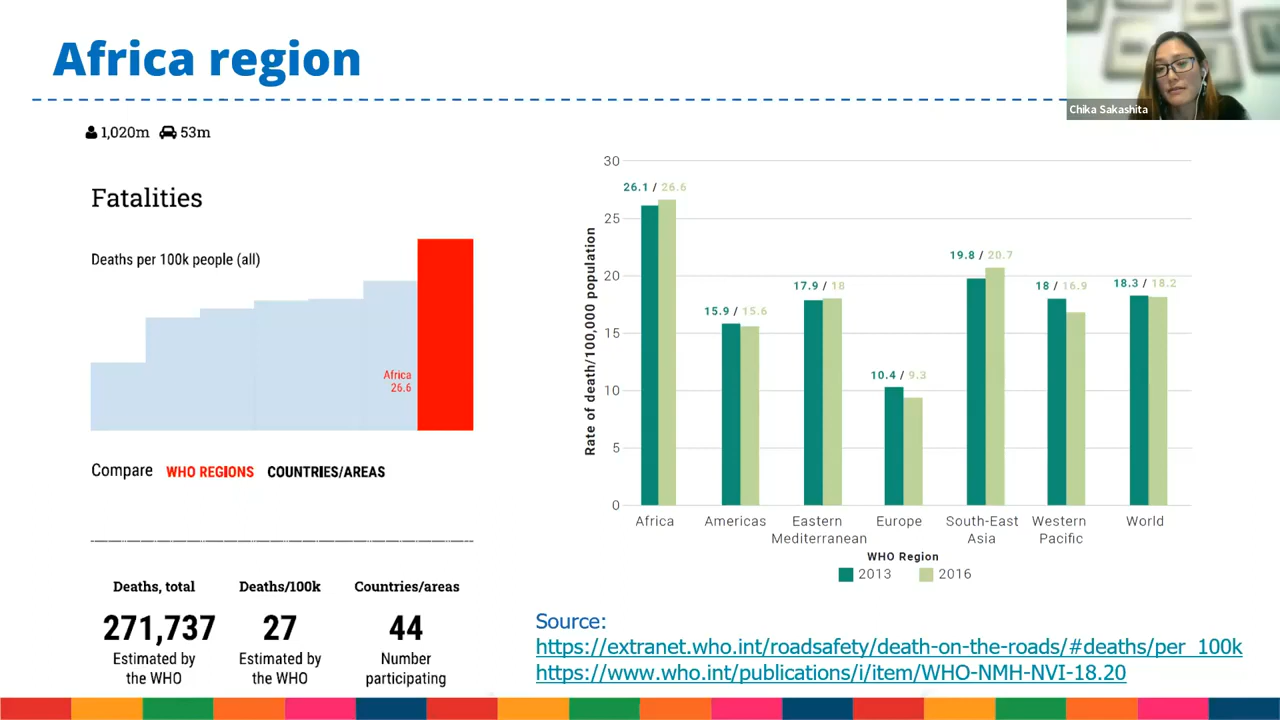 Africa region
Chika Sakashita
1,020m 53m
Fatalities
Deaths per 100k people (all)
Africa
26.6
Compare WHO REGIONS COUNTRIES/AREAS
Deaths, total Deaths/100k Countries/areas
271,737 27 44
Estimated by Estimated by Number
the WHO the WHO participating
30
25
20
15
10
5
0
Rate of death/100,000 population
26.1 / 26.6
15.9 / 15.6
17.9 / 18
10.4 / 9.3
19.8 / 20.7
18 / 16.9
18.3 / 18.2
Africa Americas Eastern Europe South-East Western World
Mediterranean Asia Pacific
WHO Region
2013 2016
Source:
https://extranet.who.int/roadsafety/death-on-the-roads/#deaths/per_100k
https://www.who.int/publications/i/item/WHO-NMH-NVI-18.20